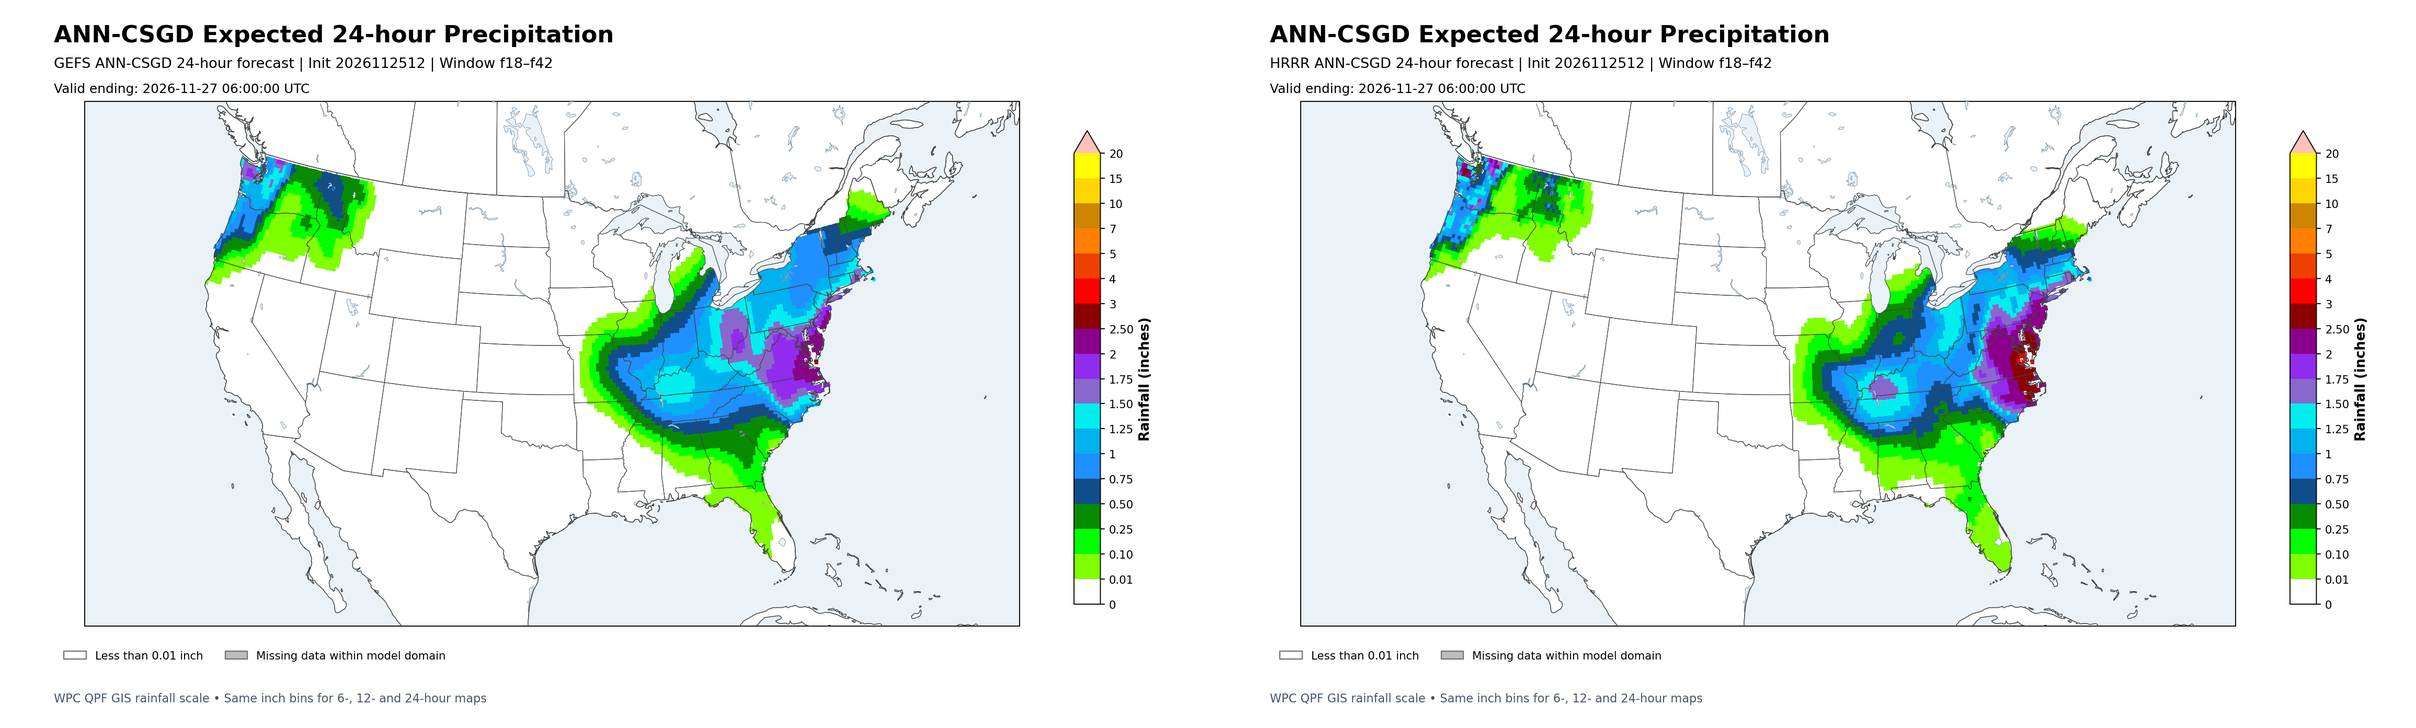 ANN-CSGD Expected 24-hour Precipitation
GEFS ANN-CSGD 24-hour forecast | Init 2026112512 | Window f18–f42
Valid ending: 2026-11-27 06:00:00 UTC
20
15
10
7
5
4
3
2.50
2
1.75
1.50
1.25
1
0.75
0.50
0.25
0.10
0.01
0
Rainfall (inches)
Less than 0.01 inch
Missing data within model domain
WPC QPF GIS rainfall scale • Same inch bins for 6-, 12- and 24-hour maps
ANN-CSGD Expected 24-hour Precipitation
HRRR ANN-CSGD 24-hour forecast | Init 2026112512 | Window f18–f42
Valid ending: 2026-11-27 06:00:00 UTC
20
15
10
7
5
4
3
2.50
2
1.75
1.50
1.25
1
0.75
0.50
0.25
0.10
0.01
0
Rainfall (inches)
Less than 0.01 inch
Missing data within model domain
WPC QPF GIS rainfall scale • Same inch bins for 6-, 12- and 24-hour maps